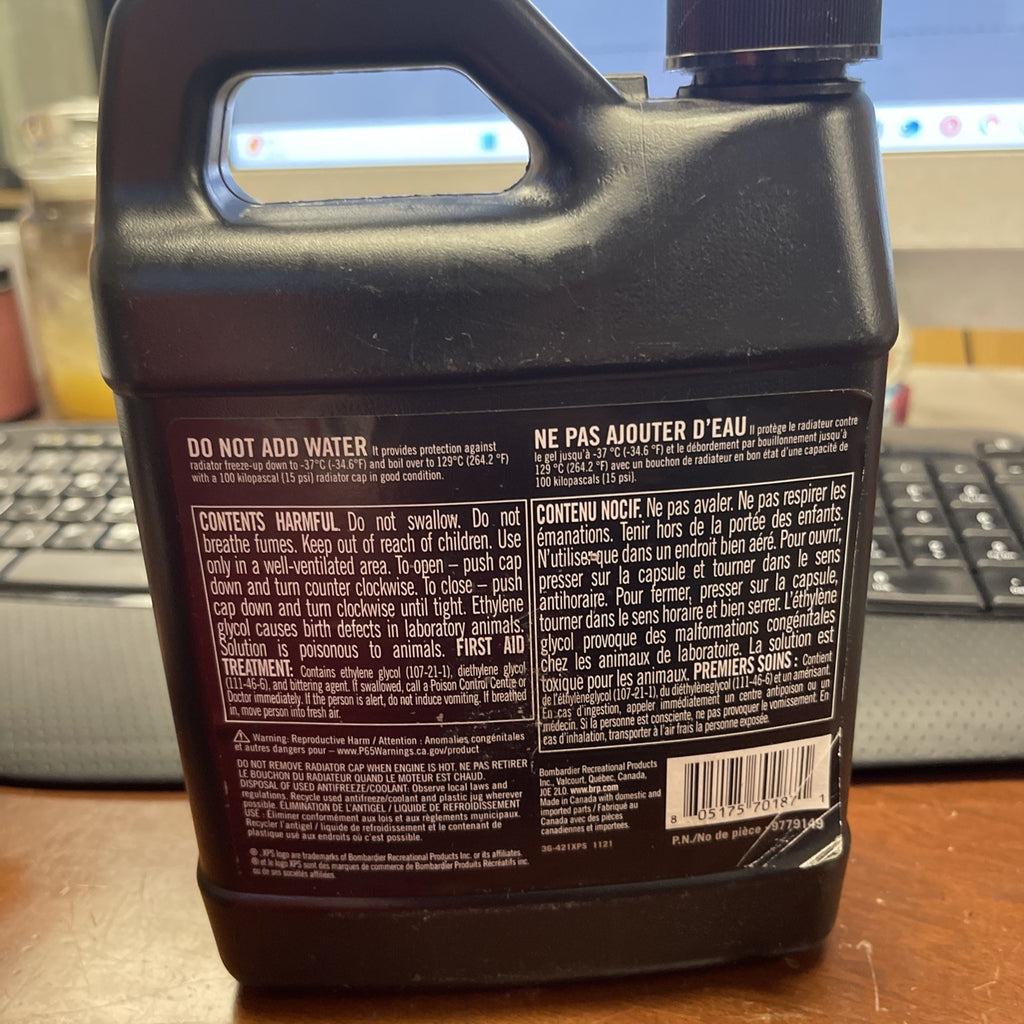 DO NOT ADD WATER It provides protection against
radiator freeze-up down to -37°C (-34.6°F) and boil over to 129°C (264.2 °F)
with a 100 kilopascal (15 psi) radiator cap in good condition.
CONTENTS HARMFUL. Do not swallow. Do not
breathe fumes. Keep out of reach of children. Use
only in a well-ventilated area. To open – push cap
down and turn counter clockwise. To close – push
cap down and turn clockwise until tight. Ethylene
glycol causes birth defects in laboratory animals.
Solution is poisonous to animals. FIRST AID
TREATMENT: Contains ethylene glycol (107-21-1), diethylene glycol
(111-46-6), and bittering agent. If swallowed, call a Poison Control Centre or
Doctor immediately. If the person is alert, do not induce vomiting. If breathed
in, move person into fresh air.
Warning: Reproductive Harm / Attention : Anomalies congénitales
et autres dangers pour – www.P65Warnings.ca.gov/product
DO NOT REMOVE RADIATOR CAP WHEN ENGINE IS HOT. NE PAS RETIRER
LE BOUCHON DU RADIATEUR QUAND LE MOTEUR EST CHAUD.
DISPOSAL OF USED ANTIFREEZE/COOLANT: Observe local laws and
regulations. Recycle used antifreeze/coolant and plastic jug wherever
possible. ÉLIMINATION DE L'ANTIGEL / LIQUIDE DE REFROIDISSEMENT
USÉ : Éliminer conformément aux lois et aux règlements municipaux.
Recycler l'antigel / liquide de refroidissement et le contenant de
plastique usé aux endroits où c'est possible.
®, XPS logo are trademarks of Bombardier Recreational Products Inc. or its affiliates.
® et le logo XPS sont des marques de commerce de Bombardier Produits Récréatifs inc.
ou de ses sociétés affiliées.
NE PAS AJOUTER D'EAU Il protège le radiateur contre
le gel jusqu'à -37 °C (-34.6 °F) et le débordement par bouillonnement jusqu'à
129 °C (264.2 °F) avec un bouchon de radiateur en bon état d'une capacité de
100 kilopascals (15 psi).
CONTENU NOCIF. Ne pas avaler. Ne pas respirer les
émanations. Tenir hors de la portée des enfants.
N'utiliser que dans un endroit bien aéré. Pour ouvrir,
presser sur la capsule et tourner dans le sens
antihoraire. Pour fermer, presser sur la capsule,
tourner dans le sens horaire et bien serrer. L'éthylène
glycol provoque des malformations congénitales
chez les animaux de laboratoire. La solution est
toxique pour les animaux. PREMIERS SOINS : Contient
de l'éthylèneglycol (107-21-1), du diéthylèneglycol (111-46-6) et un amérisant.
En cas d'ingestion, appeler immédiatement un centre antipoison ou un
médecin. Si la personne est consciente, ne pas provoquer le vomissement. En
cas d'inhalation, transporter à l'air frais la personne exposée.
Bombardier Recreational Products
Inc., Valcourt, Québec, Canada,
J0E 2L0. www.brp.com
Made in Canada with domestic and
imported parts / Fabriqué au
Canada avec des pièces
canadiennes et importées.
36-421XPS 1121
8 05175 70187 1
P.N./No de pièce 9779149